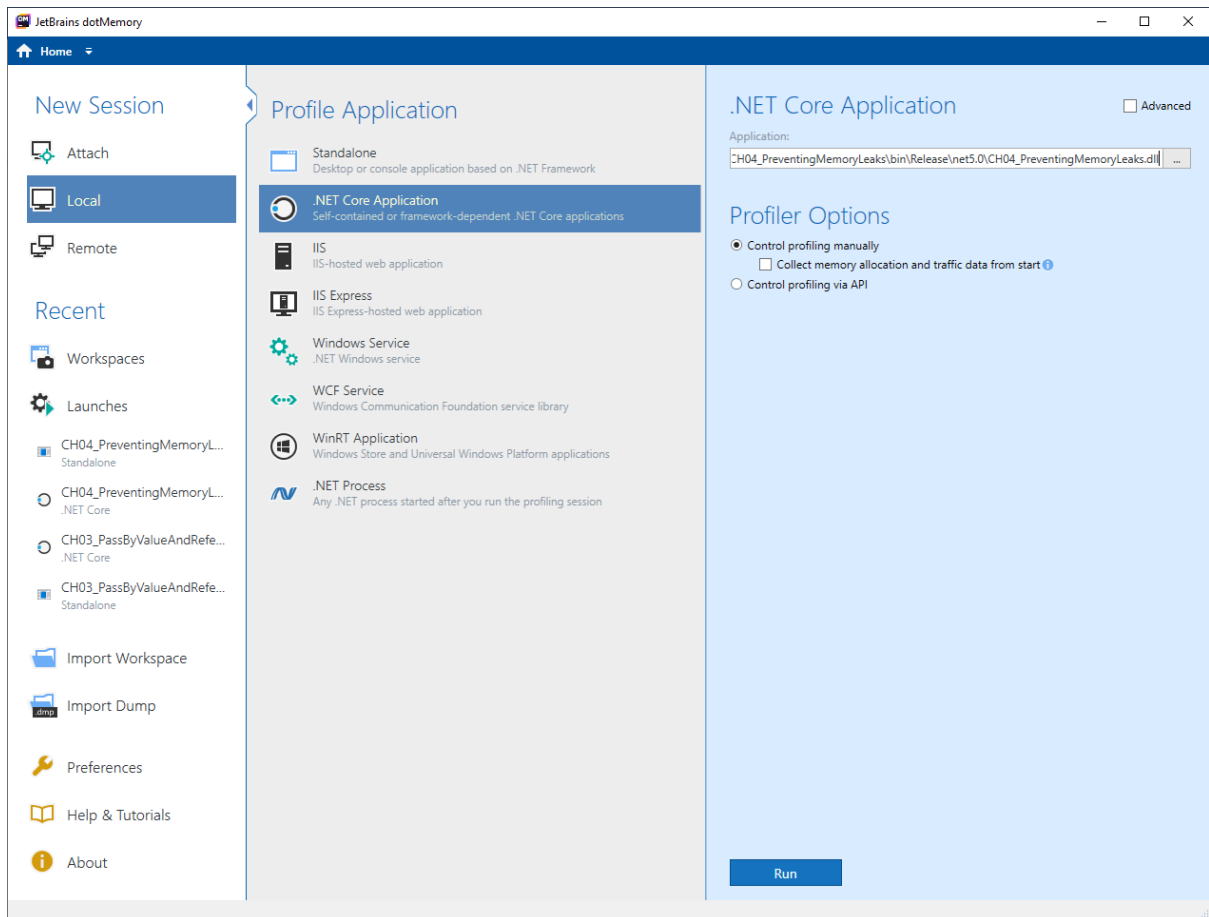 JetBrains dotMemory
Home
New Session
Attach
Local
Remote
Recent
Workspaces
Launches
CH04_PreventingMemoryL...
Standalone
CH04_PreventingMemoryL...
.NET Core
CH03_PassByValueAndRefe...
.NET Core
CH03_PassByValueAndRefe...
Standalone
Import Workspace
.dmp
Import Dump
Preferences
Help & Tutorials
About
Profile Application
Standalone
Desktop or console application based on .NET Framework
.NET Core Application
Self-contained or framework-dependent .NET Core applications
IIS
IIS-hosted web application
IIS Express
IIS Express-hosted web application
Windows Service
.NET Windows service
WCF Service
Windows Communication Foundation service library
WinRT Application
Windows Store and Universal Windows Platform applications
.NET Process
Any .NET process started after you run the profiling session
.NET Core Application
Advanced
Application:
CH04_PreventingMemoryLeaks\bin\Release\net5.0\CH04_PreventingMemoryLeaks.dll ...
Profiler Options
Control profiling manually
Collect memory allocation and traffic data from start
Control profiling via API
Run